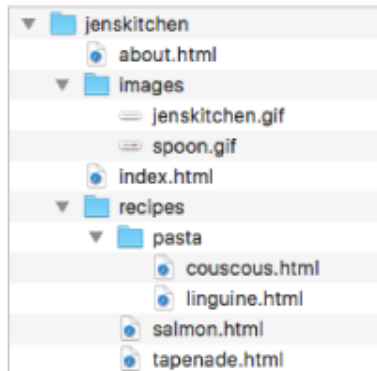 jenskitchen
about.html
images
jenskitchen.gif
spoon.gif
index.html
recipes
pasta
couscous.html
linguine.html
salmon.html
tapenade.html